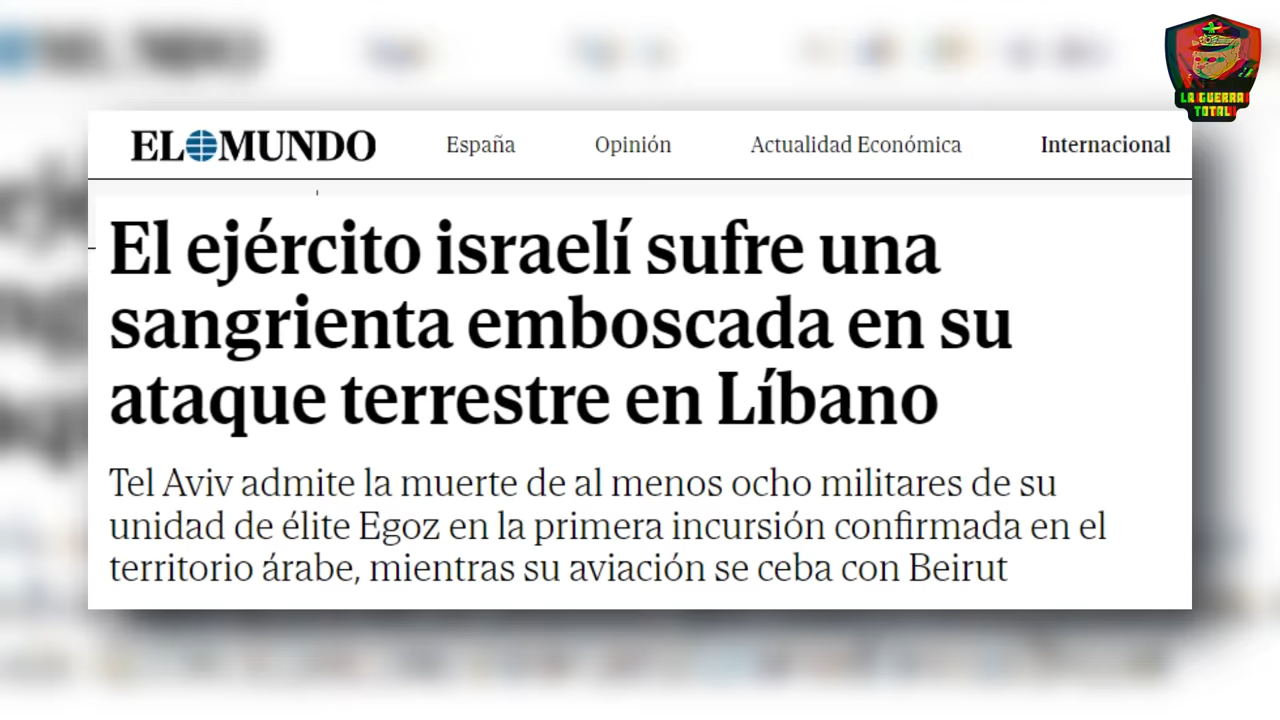 LA GUERRA
TOTAL
EL MUNDO
España
Opinión
Actualidad Económica
Internacional
El ejército israelí sufre una
sangrienta emboscada en su
ataque terrestre en Líbano
Tel Aviv admite la muerte de al menos ocho militares de su
unidad de élite Egoz en la primera incursión confirmada en el
territorio árabe, mientras su aviación se ceba con Beirut